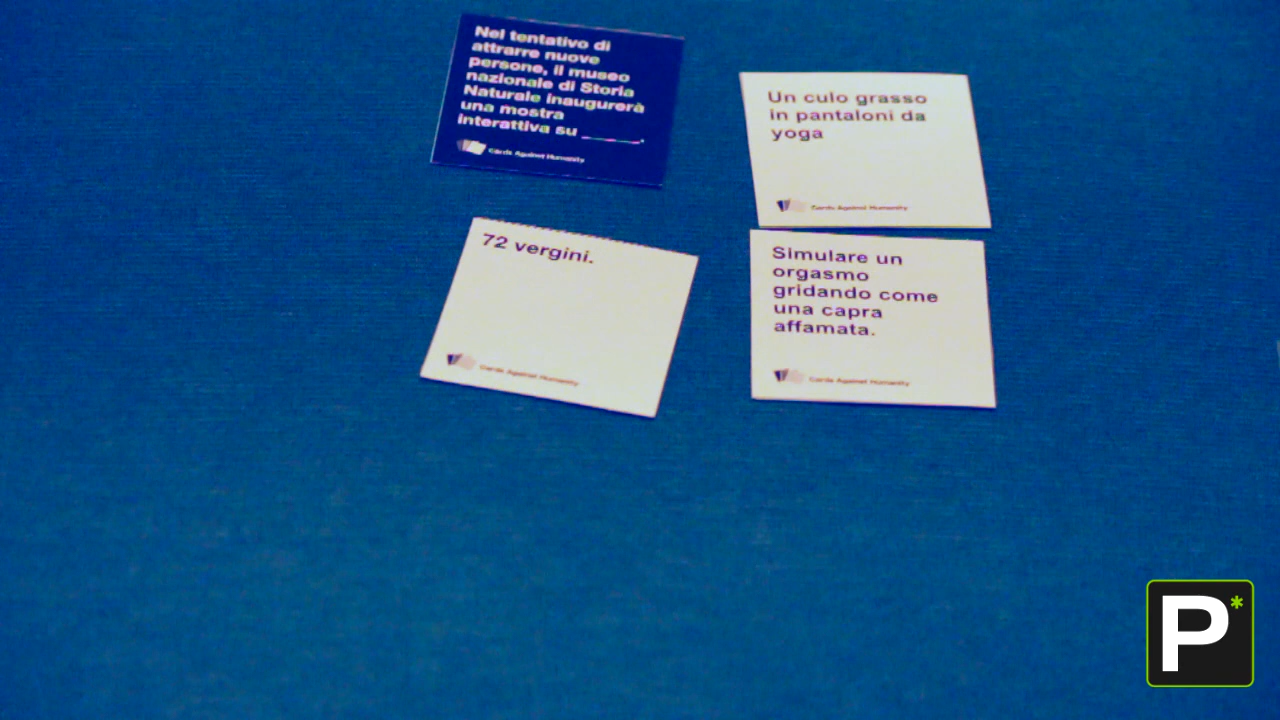 Nel tentativo di
attrarre nuove
persone, il museo
nazionale di Storia
Naturale inaugurerà
una mostra
interattiva su ______.
Cards Against Humanity
Un culo grasso
in pantaloni da
yoga
Cards Against Humanity
72 vergini.
Cards Against Humanity
Simulare un
orgasmo
gridando come
una capra
affamata.
Cards Against Humanity
P*